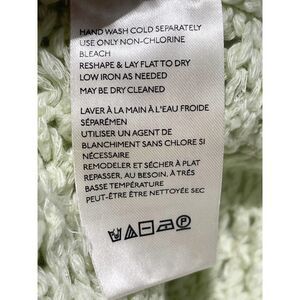 HAND WASH COLD SEPARATELY
USE ONLY NON-CHLORINE
BLEACH
RESHAPE & LAY FLAT TO DRY
LOW IRON AS NEEDED
MAY BE DRY CLEANED
LAVER À LA MAIN À L'EAU FROIDE
SÉPARÉMEN
UTILISER UN AGENT DE
BLANCHIMENT SANS CHLORE SI
NÉCESSAIRE
REMODELER ET SÉCHER À PLAT
REPASSER, AU BESOIN, À TRÉS
BASSE TEMPÉRATURE
PEUT-ÊTRE ÊTRE NETTOYÉE SEC
P